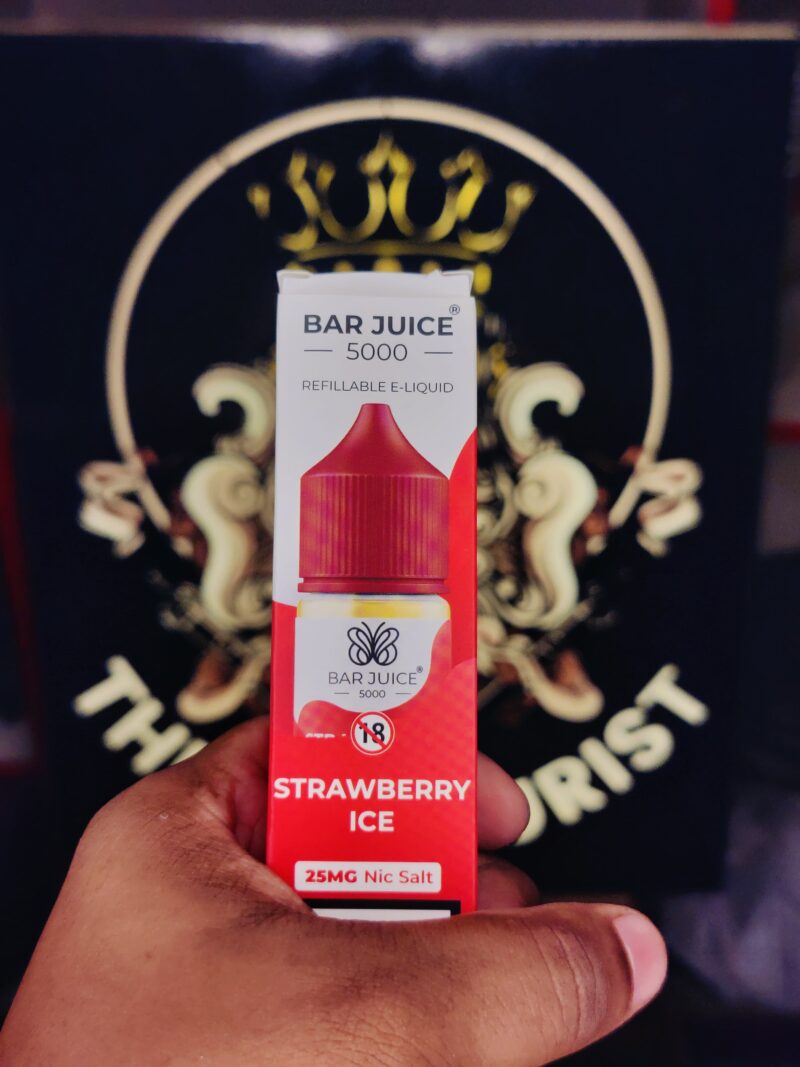 BAR JUICE®
5000
REFILLABLE E-LIQUID
BAR JUICE®
5000
18
STRAWBERRY
ICE
25MG Nic Salt